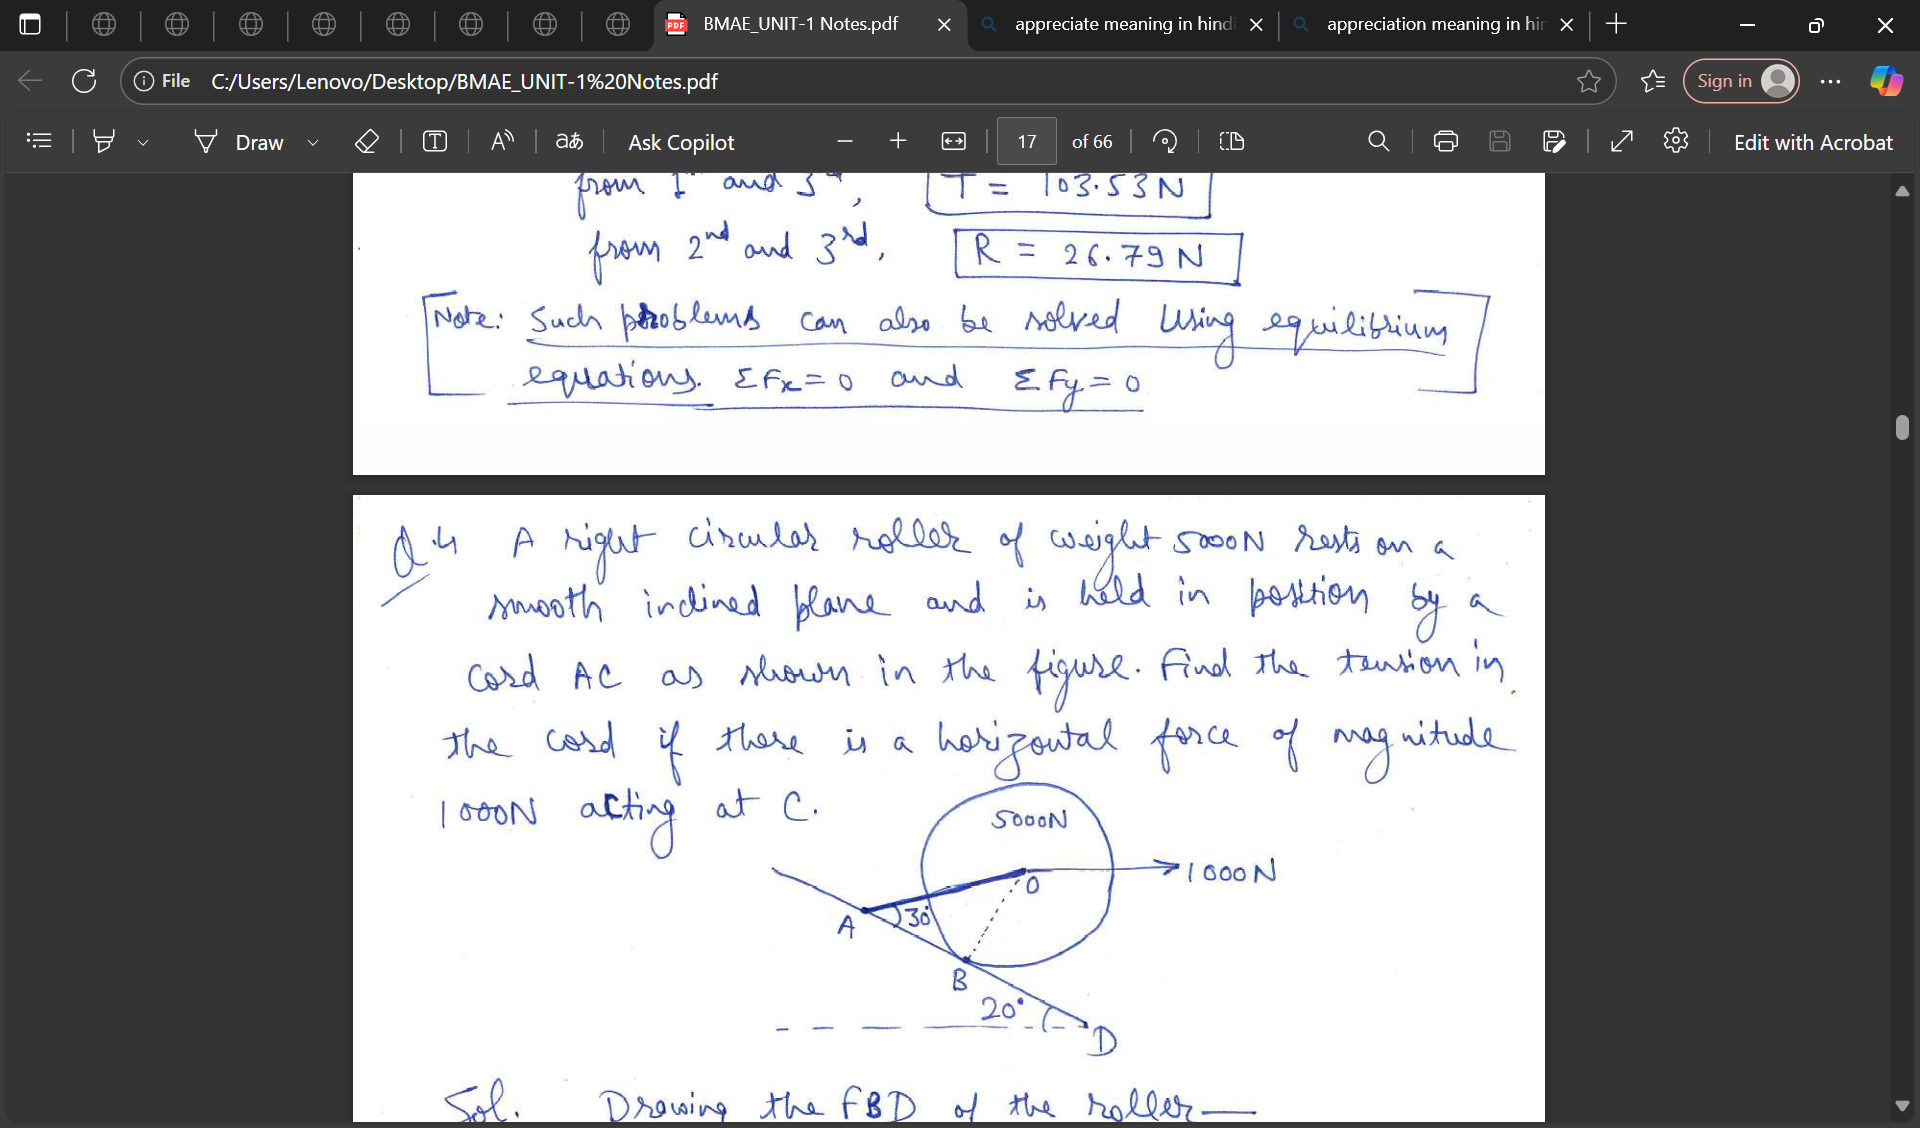 BMAE_UNIT-1 Notes.pdf
appreciate meaning in hindi
appreciation meaning in hin
File C:/Users/Lenovo/Desktop/BMAE_UNIT-1%20Notes.pdf
Sign in
Draw
Ask Copilot
17 of 66
Edit with Acrobat
from 1st and 3rd, T = 103.53N
from 2nd and 3rd, R = 26.79 N
Note: Such problems can also be solved Using equilibrium
equations. ΣFx=0 and ΣFy=0
Q.4 A right circular roller of weight 5000N rests on a
smooth inclined plane and is held in position by a
cord AC as shown in the figure. Find the tension in
the cord if there is a horizontal force of magnitude
1000N acting at C.
5000N
O
1000N
A
30°
B
20°
D
Sol. Drawing the FBD of the roller—